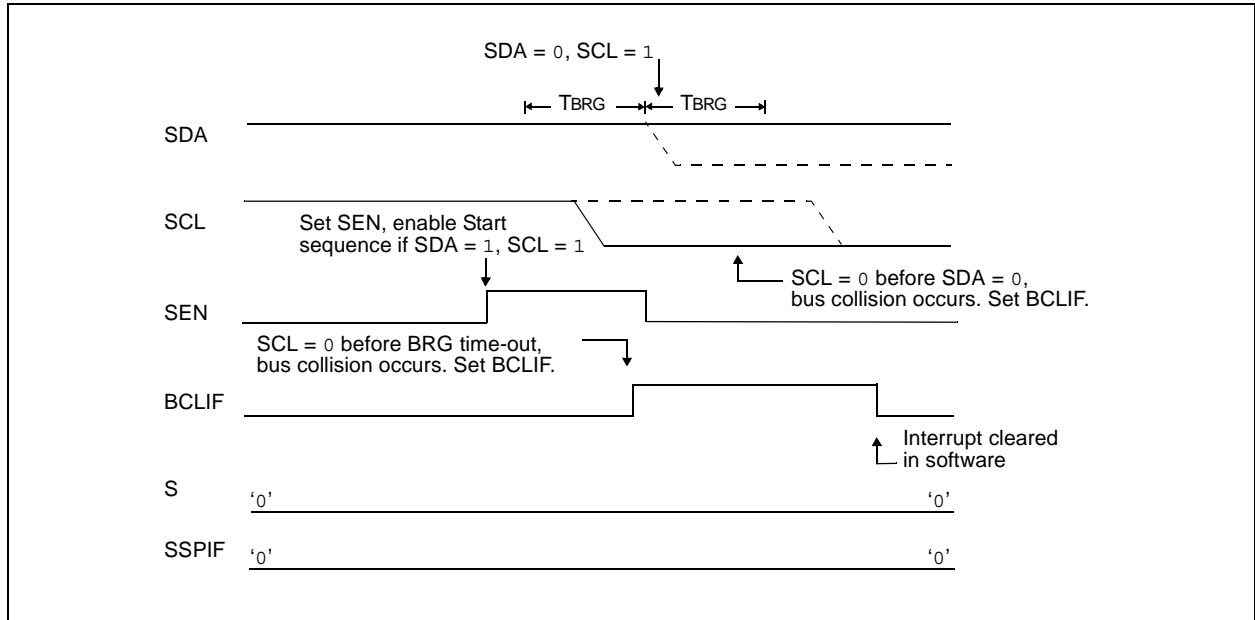 SDA = 0, SCL = 1
TBRG TBRG
SDA
SCL
Set SEN, enable Start
sequence if SDA = 1, SCL = 1
SCL = 0 before SDA = 0,
bus collision occurs. Set BCLIF.
SEN
SCL = 0 before BRG time-out,
bus collision occurs. Set BCLIF.
BCLIF
Interrupt cleared
in software
S
‘0’ ‘0’
SSPIF
‘0’ ‘0’